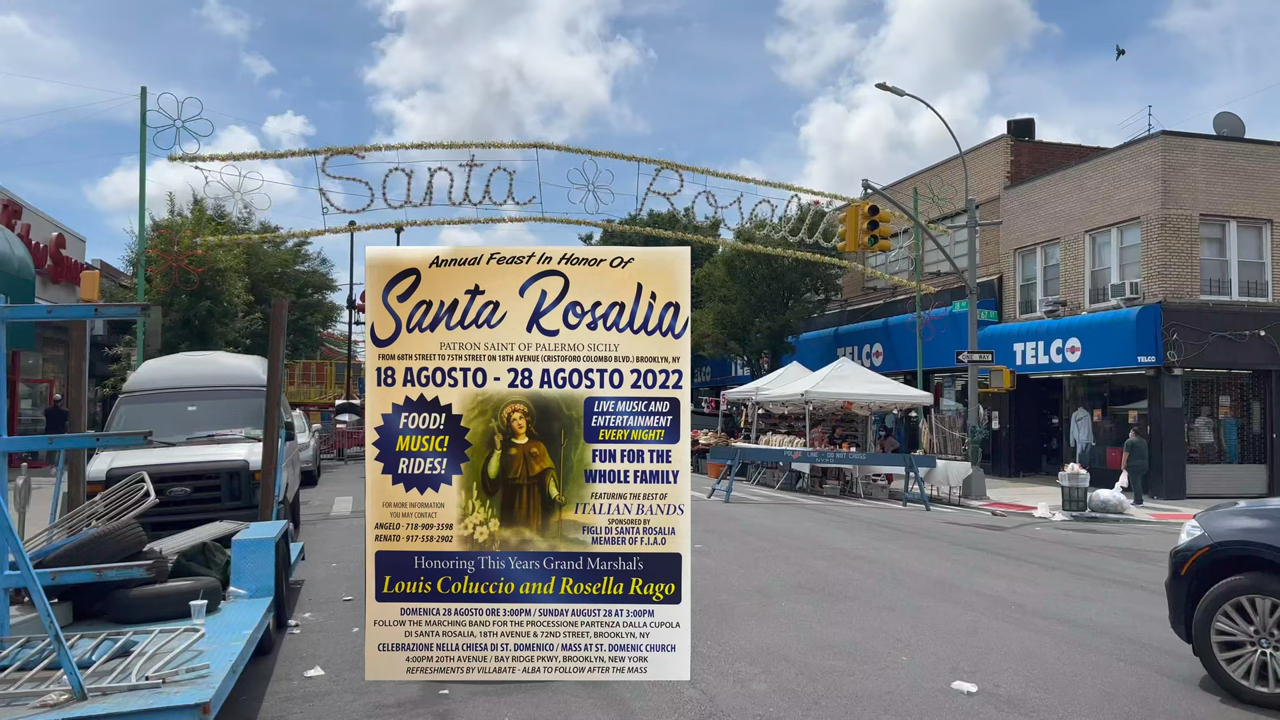 Santa Rosalia
Five Star
Annual Feast In Honor Of
Santa Rosalia
PATRON SAINT OF PALERMO SICILY
FROM 68TH STREET TO 75TH STREET ON 18TH AVENUE (CRISTOFORO COLOMBO BLVD.) BROOKLYN, NY
18 AGOSTO - 28 AGOSTO 2022
FOOD!
MUSIC!
RIDES!
LIVE MUSIC AND
ENTERTAINMENT
EVERY NIGHT!
FUN FOR THE
WHOLE FAMILY
FOR MORE INFORMATION
YOU MAY CONTACT
ANGELO - 718-909-3598
RENATO - 917-558-2902
FEATURING THE BEST OF
ITALIAN BANDS
SPONSORED BY
FIGLI DI SANTA ROSALIA
MEMBER OF F.I.A.O
Honoring This Years Grand Marshal's
Louis Coluccio and Rosella Rago
DOMENICA 28 AGOSTO ORE 3:00PM / SUNDAY AUGUST 28 AT 3:00PM
FOLLOW THE MARCHING BAND FOR THE PROCESSIONE PARTENZA DALLA CUPOLA
DI SANTA ROSALIA, 18TH AVENUE & 72ND STREET, BROOKLYN, NY
CELEBRAZIONE NELLA CHIESA DI ST. DOMENICO / MASS AT ST. DOMENIC CHURCH
4:00PM 20TH AVENUE / BAY RIDGE PKWY, BROOKLYN, NEW YORK
REFRESHMENTS BY VILLABATE - ALBA TO FOLLOW AFTER THE MASS
TELCO
TELCO
TELCO
18 AV
67 ST
ONE WAY
POLICE LINE - DO NOT CROSS
N.Y.P.D.
Ford